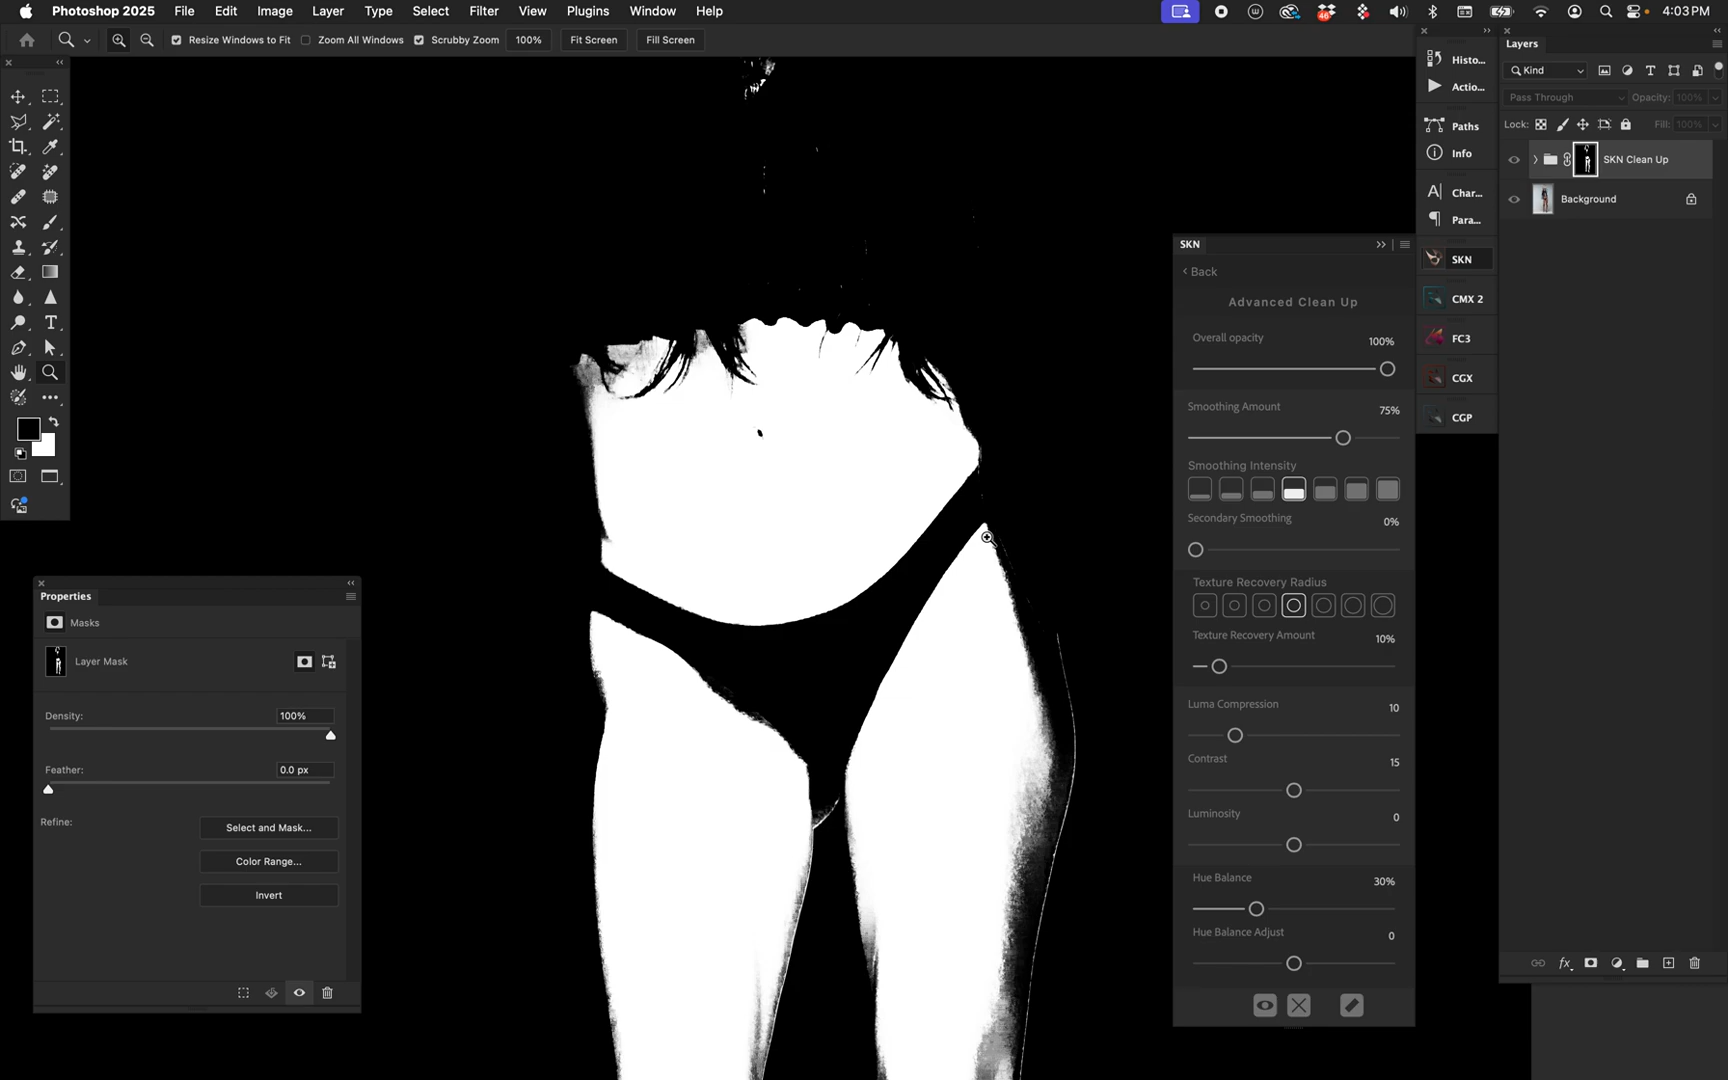 Photoshop 2025 File Edit Image Layer Type Select Filter View Plugins Window Help 46 4:03 PM
Resize Windows to Fit Zoom All Windows Scrubby Zoom 100% Fit Screen Fill Screen
Histo...
Actio...
Paths
Info
Char...
Para...
SKN
CMX 2
FC3
CGX
CGP
Layers
Kind
Pass Through Opacity: 100%
Lock: Fill: 100%
SKN Clean Up
Background
fx
Properties
Masks
Layer Mask
Density: 100%
Feather: 0.0 px
Refine:
Select and Mask...
Color Range...
Invert
SKN
Back
Advanced Clean Up
Overall opacity 100%
Smoothing Amount 75%
Smoothing Intensity
Secondary Smoothing 0%
Texture Recovery Radius
Texture Recovery Amount 10%
Luma Compression 10
Contrast 15
Luminosity 0
Hue Balance 30%
Hue Balance Adjust 0